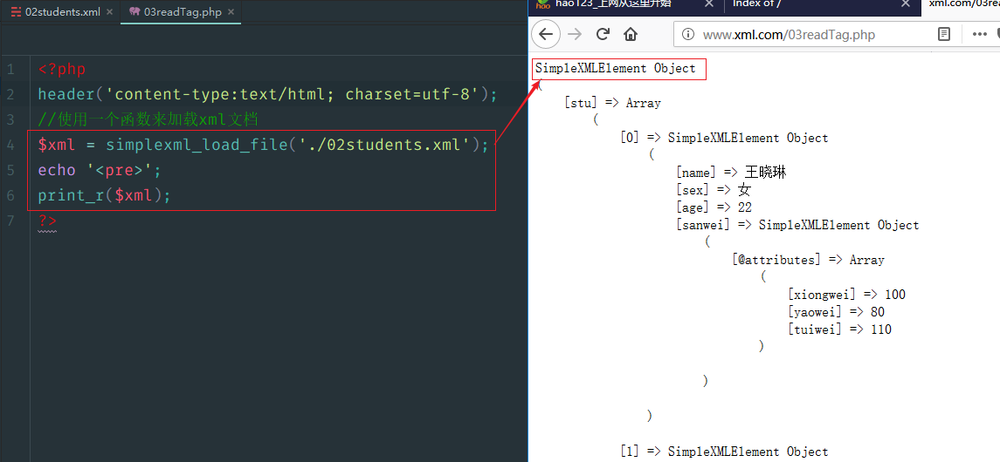 02students.xml × 03readTag.php ×
1 <?php
2 header('content-type:text/html; charset=utf-8');
3 //使用一个函数来加载xml文档
4 $xml = simplexml_load_file('./02students.xml');
5 echo '<pre>';
6 print_r($xml);
7 ?>
hao hao123_上网从这里开始 × Index of / × xml.com/03rea
www.xml.com/03readTag.php
SimpleXMLElement Object
(
[stu] => Array
(
[0] => SimpleXMLElement Object
(
[name] => 王晓琳
[sex] => 女
[age] => 22
[sanwei] => SimpleXMLElement Object
(
[@attributes] => Array
(
[xiongwei] => 100
[yaowei] => 80
[tuiwei] => 110
)
)
)
[1] => SimpleXMLElement Object